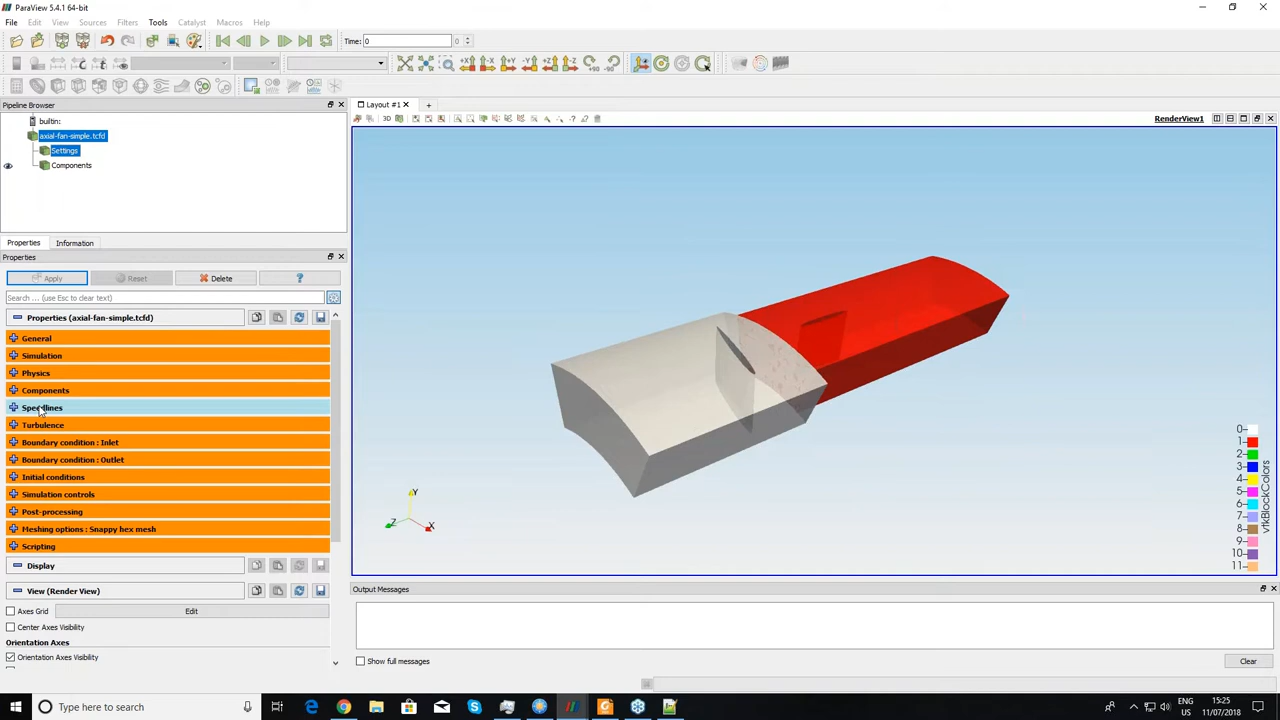 ParaView 5.4.1 64-bit
File Edit View Sources Filters Tools Catalyst Macros Help
Time: 0 0
+X -X +Y -Y +Z -Z +90 -90
Pipeline Browser
Layout #1
builtin:
axial-fan-simple.tcfd
Settings
Components
3D
RenderView1
Properties Information
Properties
Apply Reset Delete ?
Search ... (use Esc to clear text)
Properties (axial-fan-simple.tcfd)
General
Simulation
Physics
Components
Speedlines
Turbulence
Boundary condition : Inlet
Boundary condition : Outlet
Initial conditions
Simulation controls
Post-processing
Meshing options : Snappy hex mesh
Scripting
Display
View (Render View)
Axes Grid Edit
Center Axes Visibility
Orientation Axes
Orientation Axes Visibility
Y
Z
X
0
1
2
3
4
5
6
7
8
9
10
11
vtkBlockColors
Output Messages
Show full messages
Clear
Type here to search
ENG
US
15:25
11/07/2018